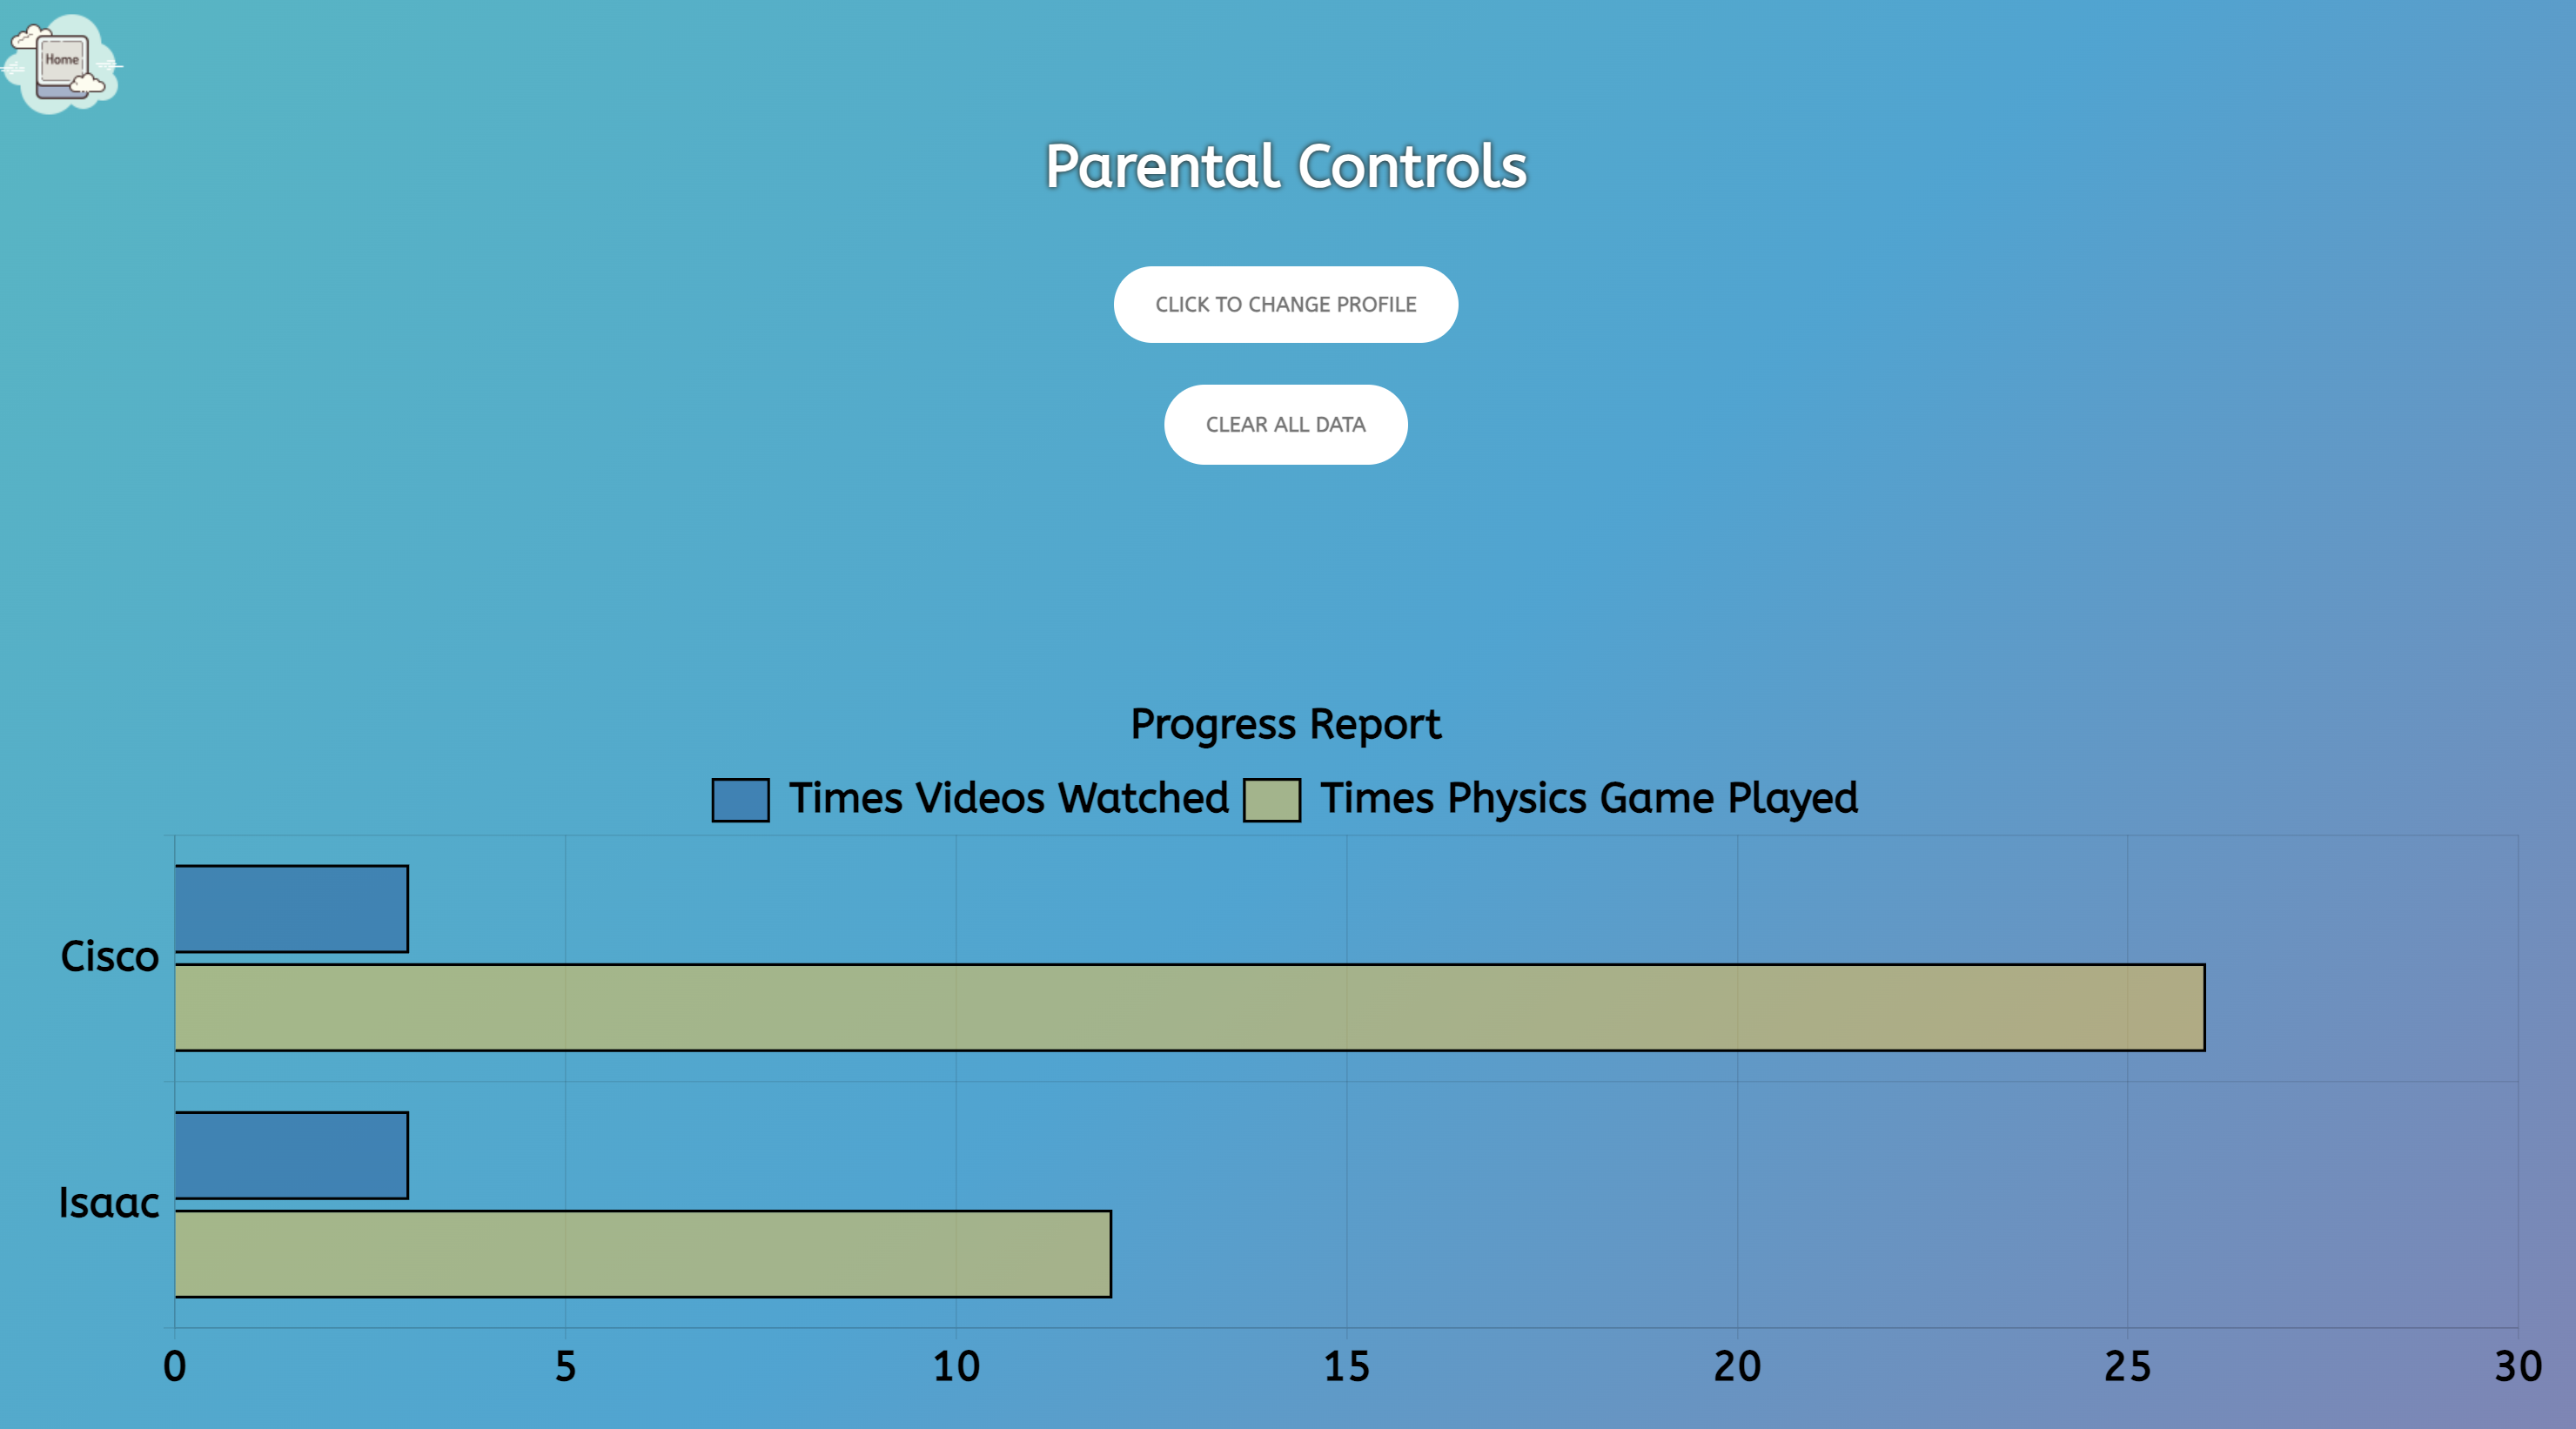 Home
Parental Controls
CLICK TO CHANGE PROFILE
CLEAR ALL DATA
Progress Report
Times Videos Watched Times Physics Game Played
Cisco
Isaac
0 5 10 15 20 25 30